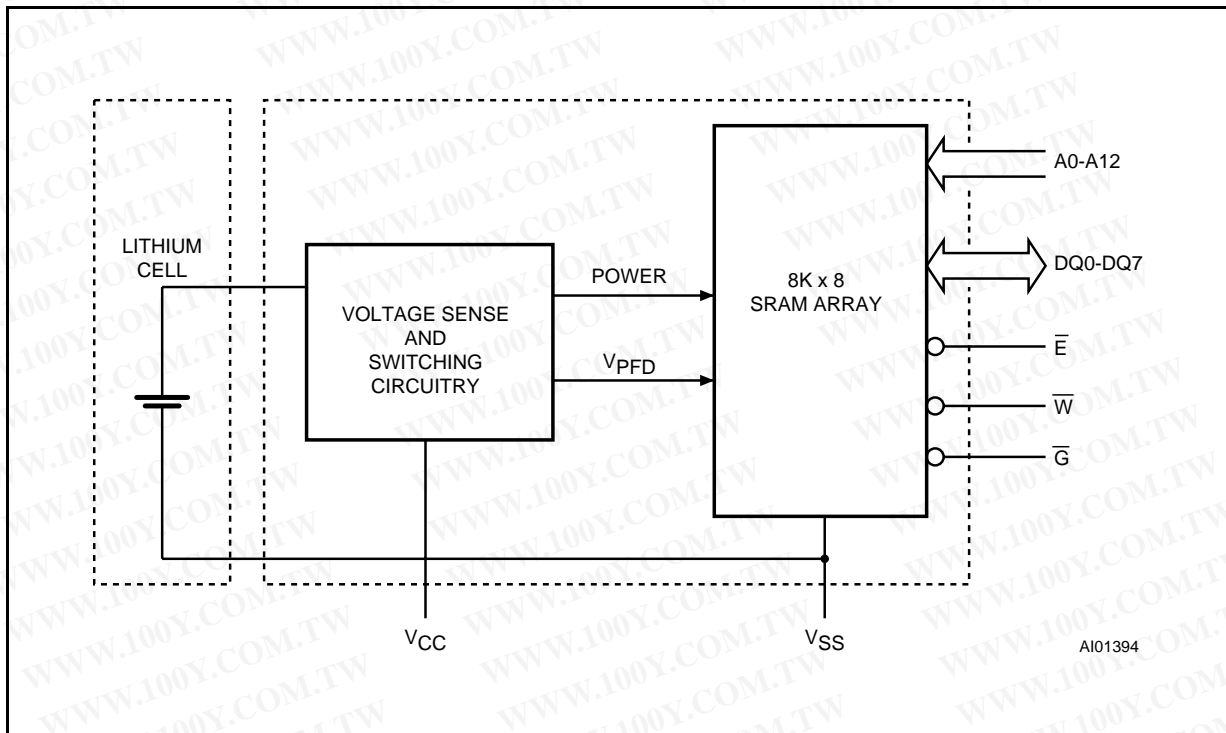 LITHIUM
CELL
VOLTAGE SENSE
AND
SWITCHING
CIRCUITRY
POWER
VPFD
8K x 8
SRAM ARRAY
A0-A12
DQ0-DQ7
E̅
W̅
G̅
VCC
VSS
AI01394
WWW.100Y.COM.TW